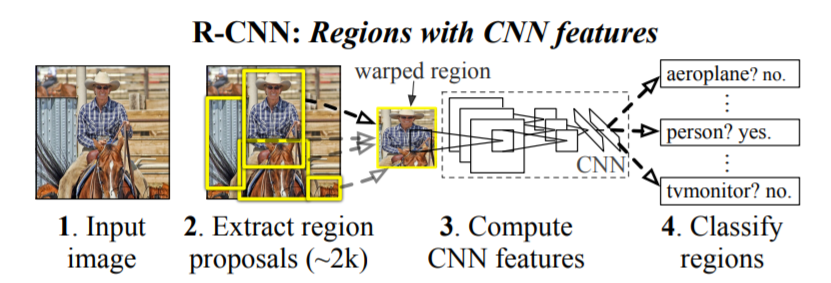 R-CNN: Regions with CNN features
warped region
aeroplane? no.
⋮
person? yes.
⋮
CNN
tvmonitor? no.
1. Input
image
2. Extract region
proposals (~2k)
3. Compute
CNN features
4. Classify
regions